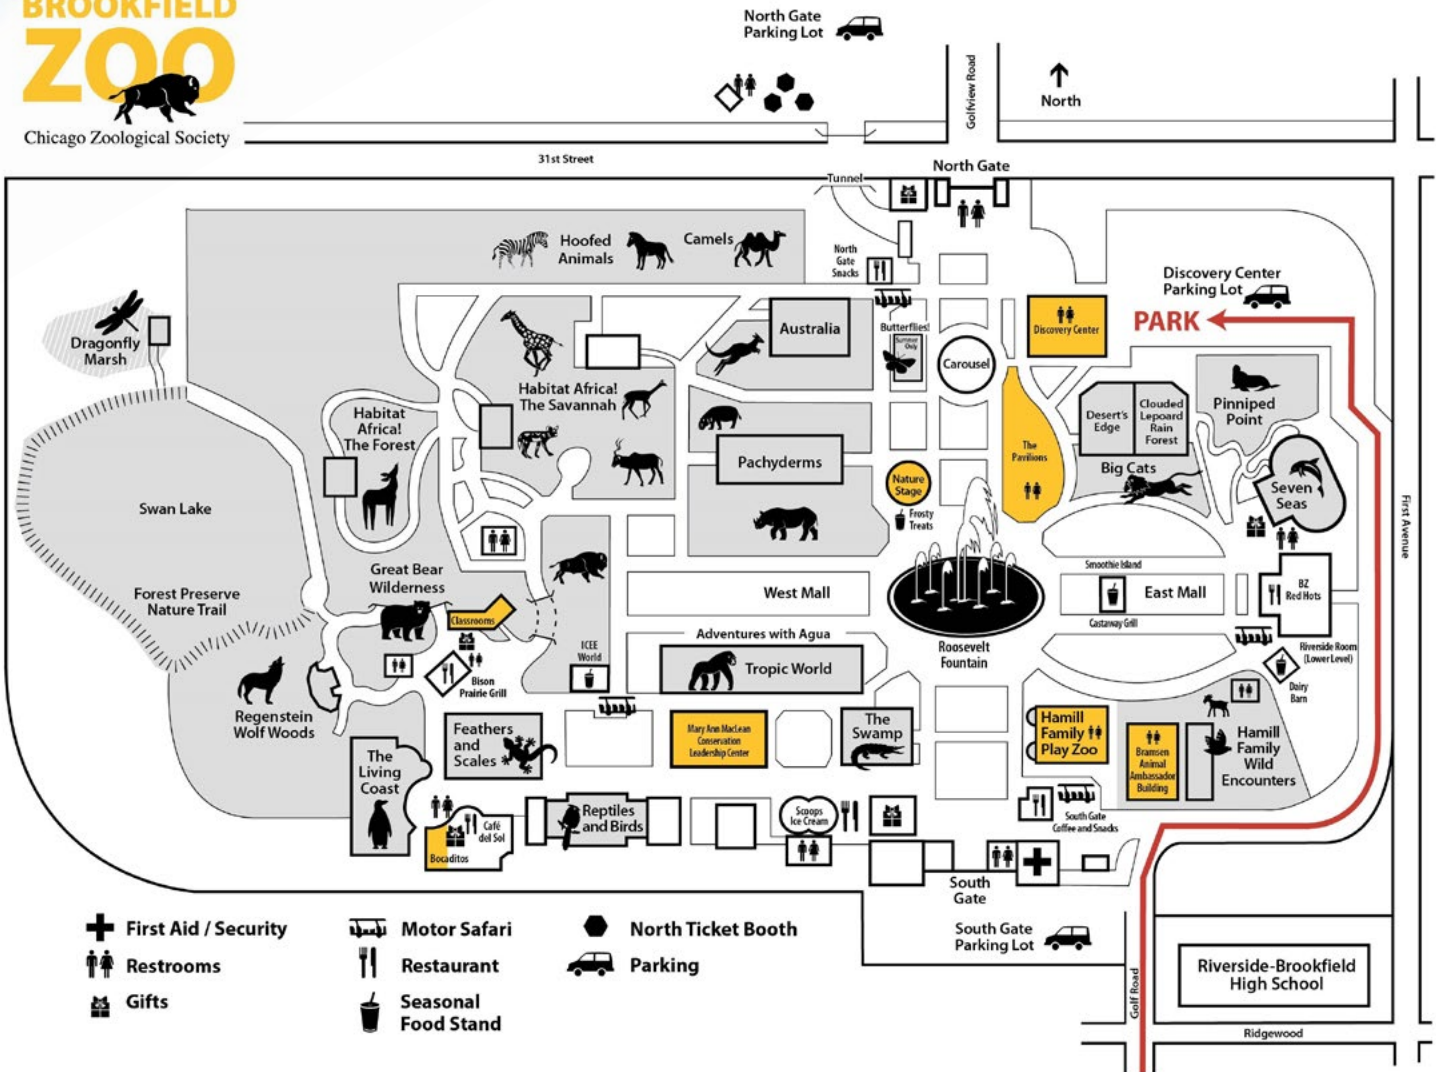 BROOKFIELD
ZOO
Chicago Zoological Society
North Gate
Parking Lot
Golfview Road
North
31st Street
Tunnel
North Gate
Hoofed
Animals
Camels
North
Gate
Snacks
Discovery Center
Parking Lot
PARK
Dragonfly
Marsh
Australia
Butterflies!
Summer
Only
Carousel
Discovery Center
Habitat Africa!
The Savannah
Habitat
Africa!
The Forest
Desert's
Edge
Clouded
Lepoard
Rain
Forest
Pinniped
Point
The
Pavilions
Big Cats
Pachyderms
Nature
Stage
Frosty
Treats
Seven
Seas
First Avenue
Swan Lake
Forest Preserve
Nature Trail
Great Bear
Wilderness
Classrooms
West Mall
Smoothie Island
East Mall
Castaway Grill
BZ
Red Hots
Adventures with Agua
ICEE
World
Tropic World
Roosevelt
Fountain
Riverside Room
(Lower Level)
Bison
Prairie Grill
Dairy
Barn
Regenstein
Wolf Woods
Feathers
and
Scales
Mary Ann MacLean
Conservation
Leadership Center
The
Swamp
Hamill
Family
Play Zoo
Bramsen
Animal
Ambassador
Building
Hamill
Family
Wild
Encounters
The
Living
Coast
Café
del Sol
Bocaditos
Reptiles
and Birds
Scoops
Ice Cream
South Gate
Coffee and Snacks
South
Gate
South Gate
Parking Lot
Golf Road
Riverside-Brookfield
High School
Ridgewood
First Aid / Security
Restrooms
Gifts
Motor Safari
Restaurant
Seasonal
Food Stand
North Ticket Booth
Parking